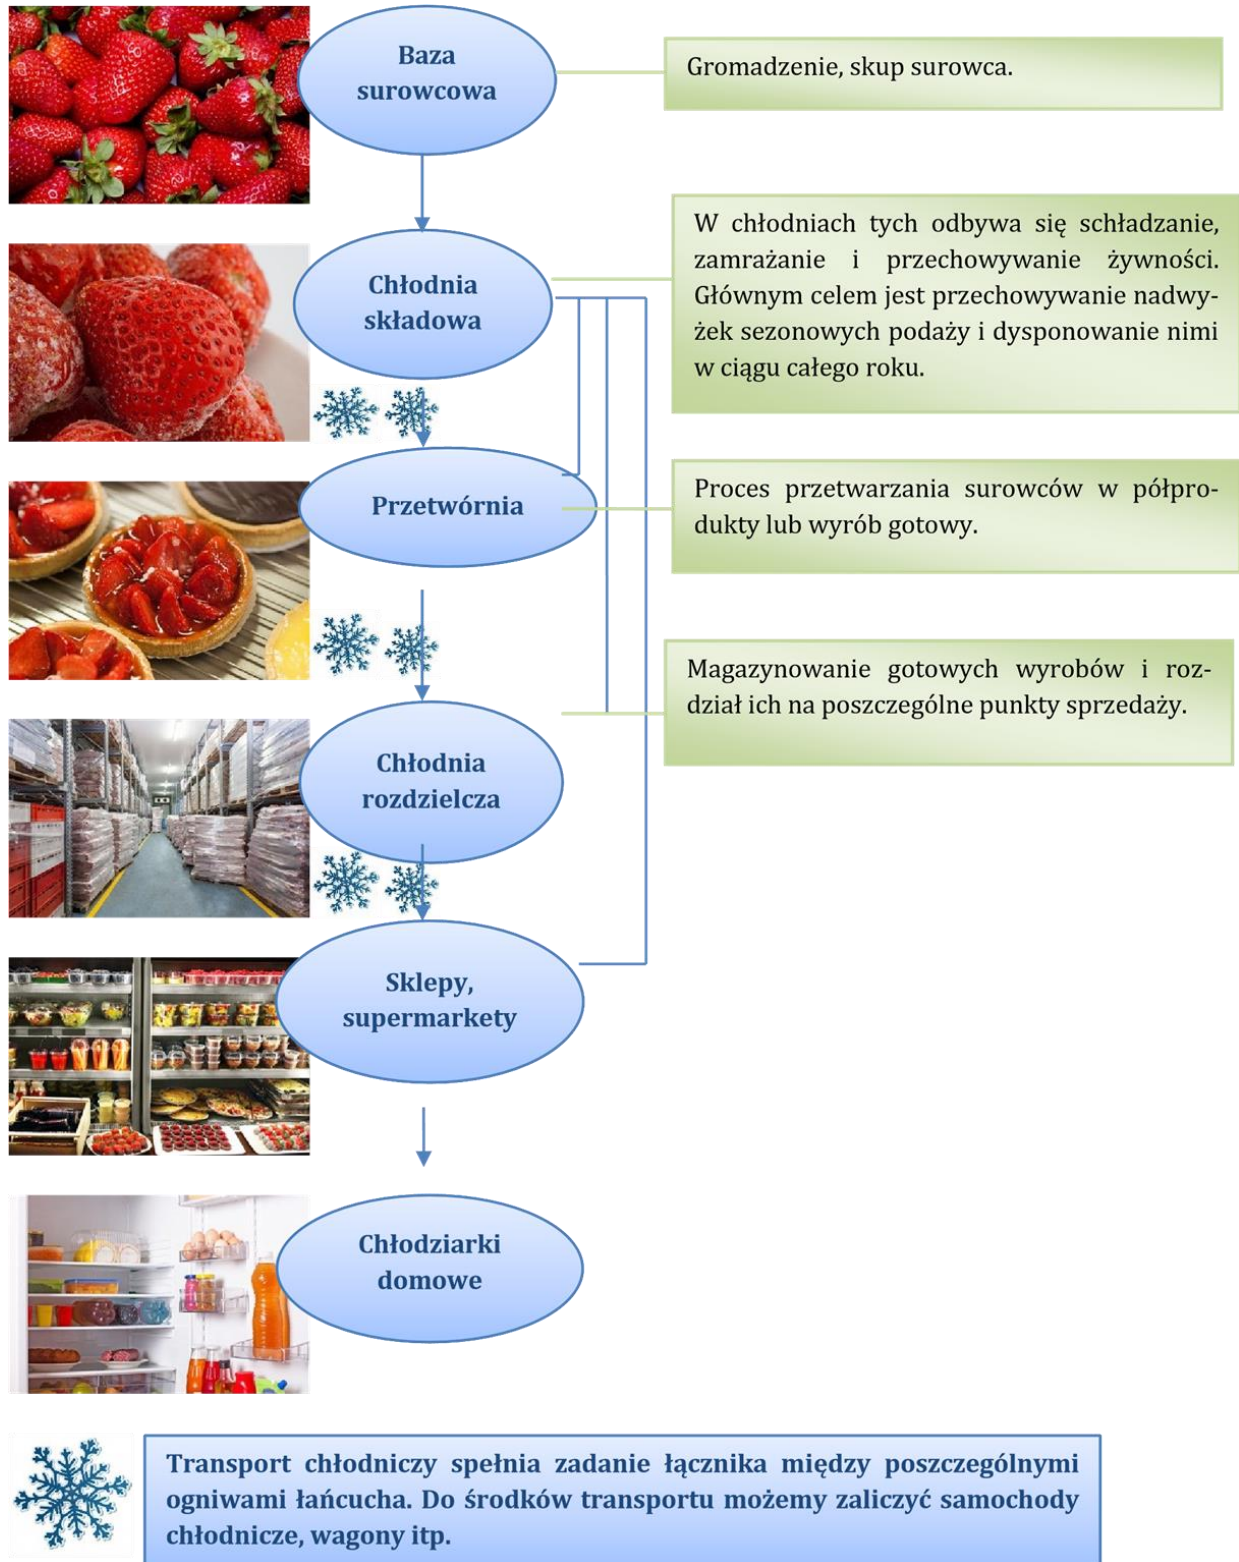 Baza
surowcowa
Gromadzenie, skup surowca.
Chłodnia
składowa
W chłodniach tych odbywa się schładzanie,
zamrażanie i przechowywanie żywności.
Głównym celem jest przechowywanie nadwy-
żek sezonowych podaży i dysponowanie nimi
w ciągu całego roku.
Przetwórnia
Proces przetwarzania surowców w półpro-
dukty lub wyrób gotowy.
Magazynowanie gotowych wyrobów i roz-
dział ich na poszczególne punkty sprzedaży.
Chłodnia
rozdzielcza
Sklepy,
supermarkety
Chłodziarki
domowe
Transport chłodniczy spełnia zadanie łącznika między poszczególnymi
ogniwami łańcucha. Do środków transportu możemy zaliczyć samochody
chłodnicze, wagony itp.